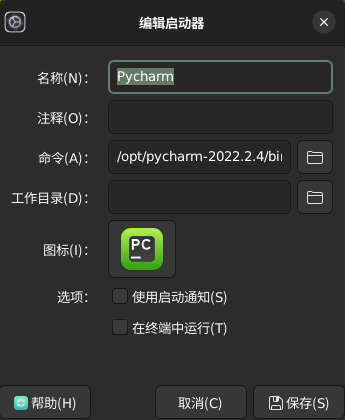 编辑启动器
名称(N)： Pycharm
注释(O)：
命令(A)： /opt/pycharm-2022.2.4/bi
工作目录(D)：
图标(I)： PC
选项： 使用启动通知(S)
在终端中运行(T)
帮助(H) 取消(C) 保存(S)